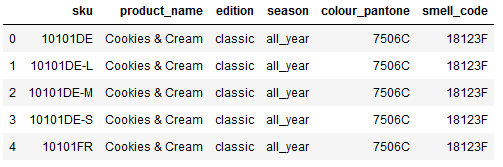 sku product_name edition season colour_pantone smell_code
0 10101DE Cookies & Cream classic all_year 7506C 18123F
1 10101DE-L Cookies & Cream classic all_year 7506C 18123F
2 10101DE-M Cookies & Cream classic all_year 7506C 18123F
3 10101DE-S Cookies & Cream classic all_year 7506C 18123F
4 10101FR Cookies & Cream classic all_year 7506C 18123F